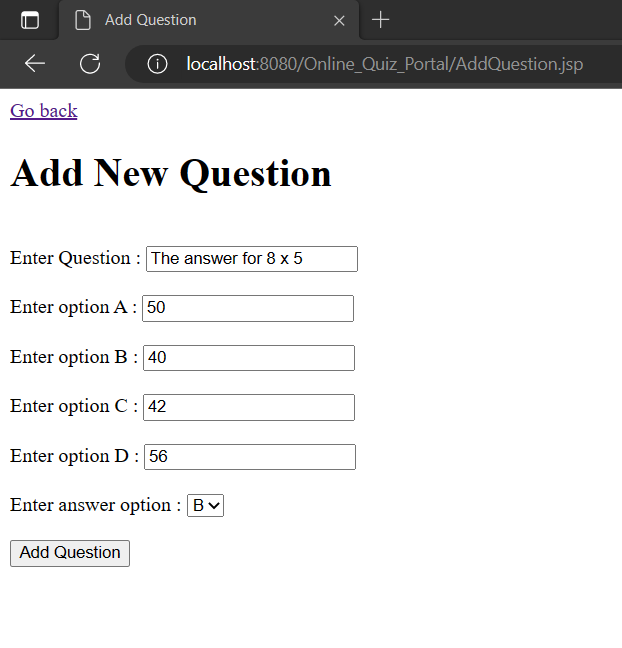 Add Question
localhost:8080/Online_Quiz_Portal/AddQuestion.jsp
Go back
Add New Question
Enter Question : The answer for 8 x 5
Enter option A : 50
Enter option B : 40
Enter option C : 42
Enter option D : 56
Enter answer option : B
Add Question